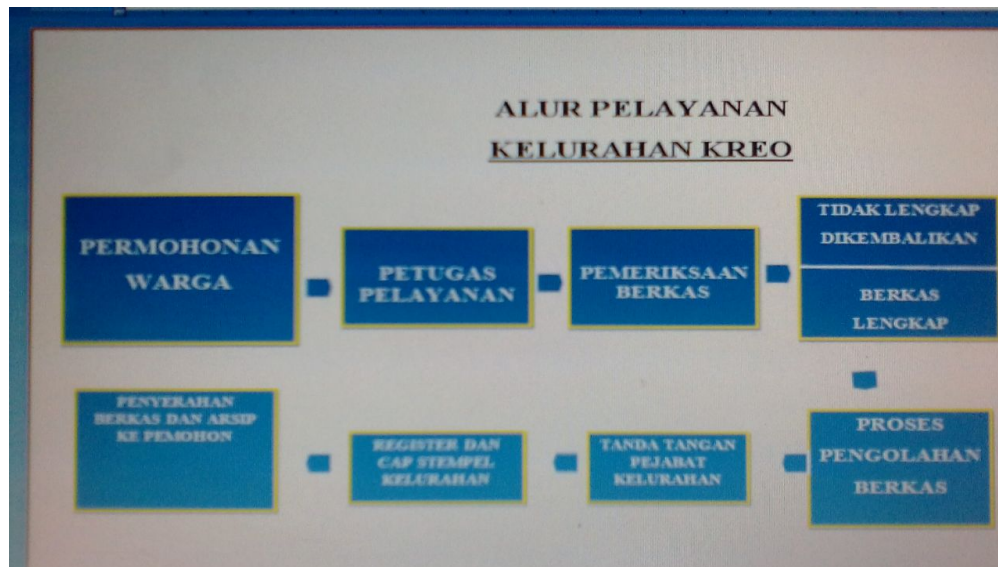 ALUR PELAYANAN
KELURAHAN KREO
PERMOHONAN
WARGA
PETUGAS
PELAYANAN
PEMERIKSAAN
BERKAS
TIDAK LENGKAP
DIKEMBALIKAN
BERKAS
LENGKAP
PROSES
PENGOLAHAN
BERKAS
TANDA TANGAN
PEJABAT
KELURAHAN
REGISTER DAN
CAP STEMPEL
KELURAHAN
PENYERAHAN
BERKAS DAN ARSIP
KE PEMOHON